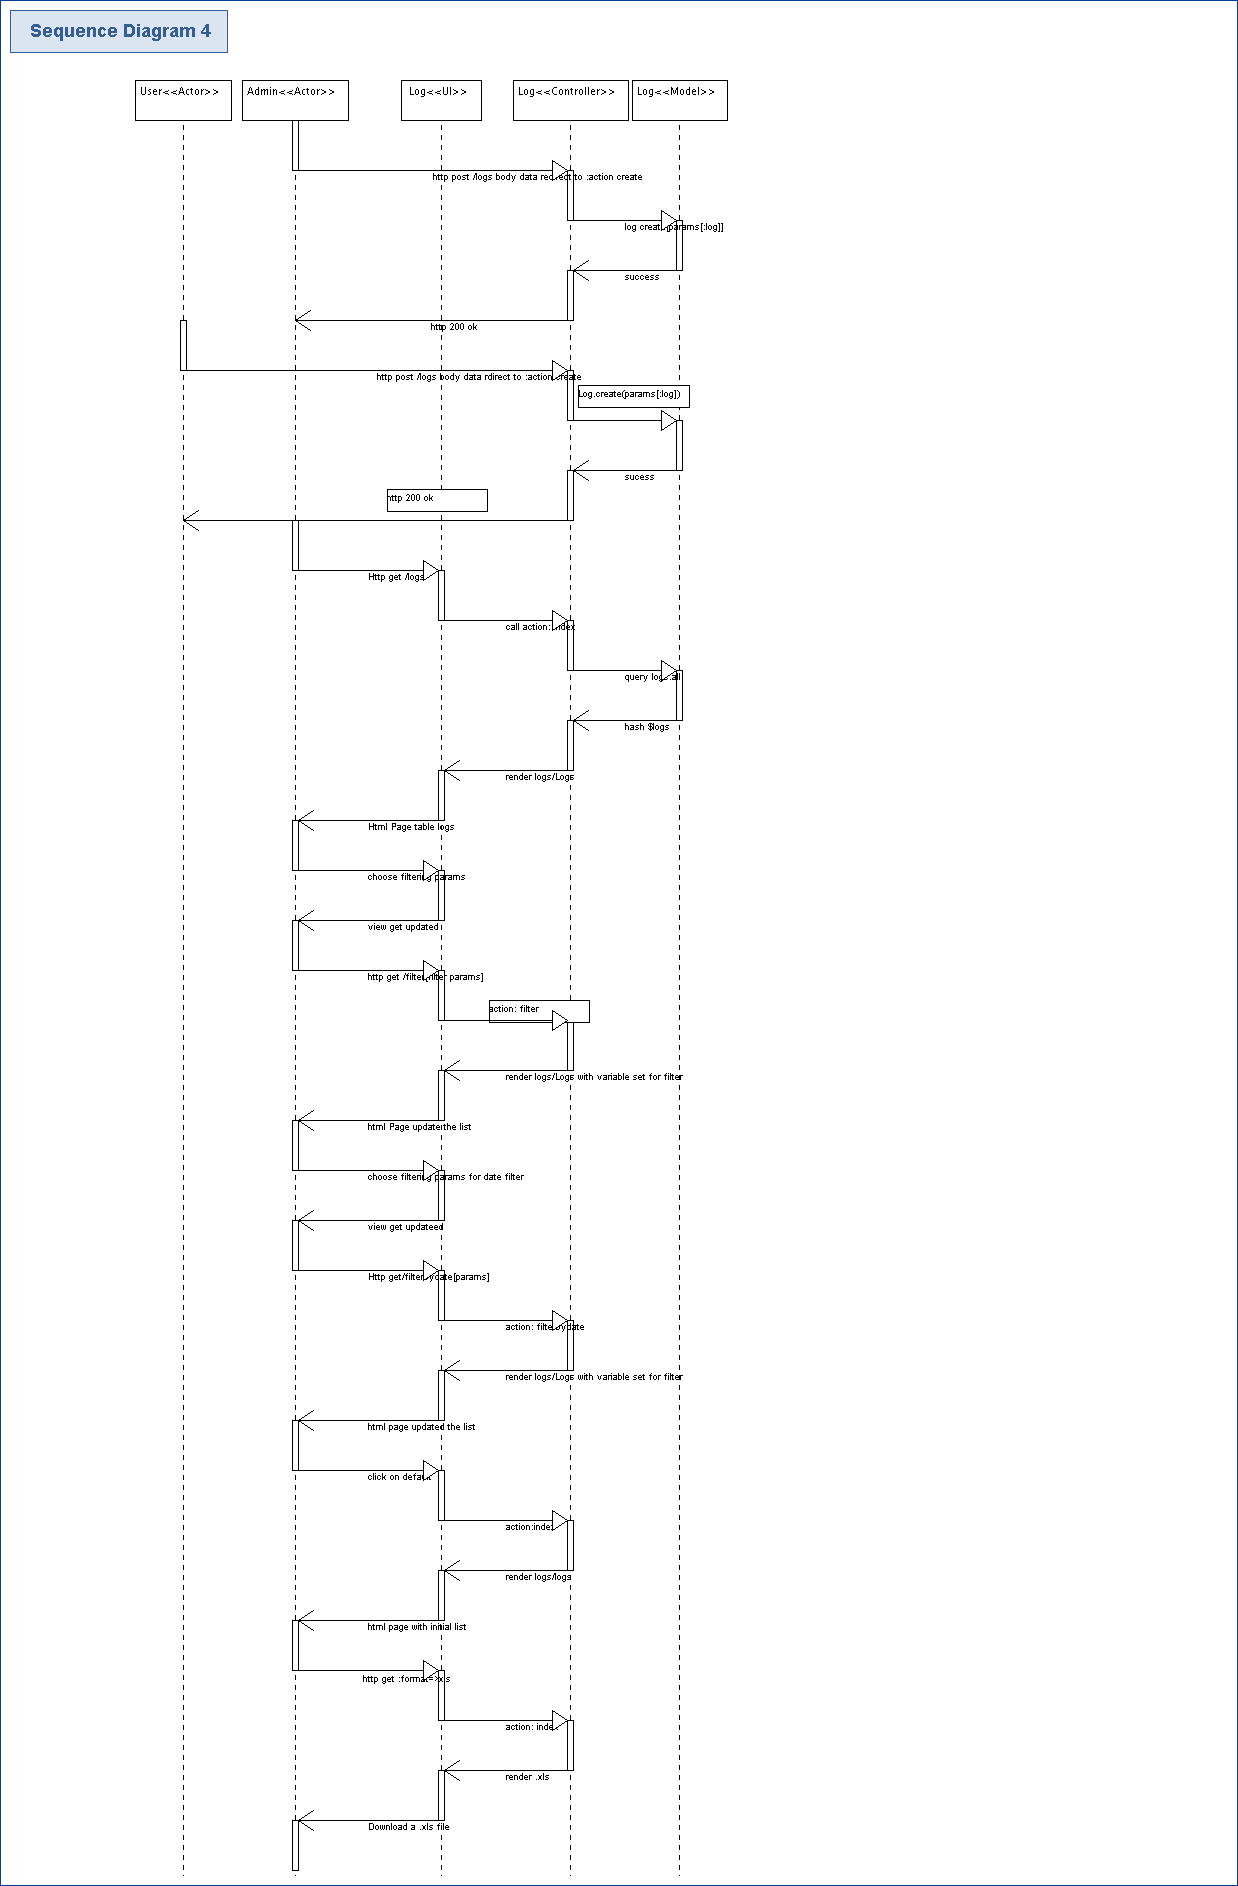 Sequence Diagram 4
User<<Actor>>
Admin<<Actor>>
Log<<UI>>
Log<<Controller>>
Log<<Model>>
http post /logs body data redirect to :action create
log create[params[:log]]
success
http 200 ok
http post /logs body data rdirect to :action create
Log.create(params[:log])
sucess
http 200 ok
Http get /logs
call action: index
query logs.all
hash $logs
render logs/Logs
Html Page table logs
choose filtering params
view get updated
http get /filter[filter params]
action: filter
render logs/Logs with variable set for filter
html Page update the list
choose filtering params for date filter
view get updateed
Http get/filterbydate[params]
action: filterbydate
render logs/Logs with variable set for filter
html page updated the list
click on default
action:index
render logs/logs
html page with initial list
http get :format=>xls
action: index
render .xls
Download a .xls file